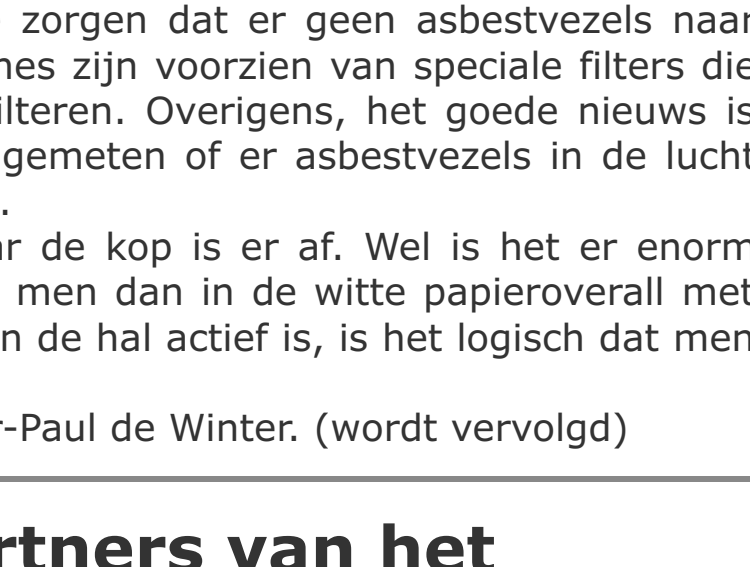 zorgen dat er geen asbestvezels naar
nes zijn voorzien van speciale filters die
ilteren. Overigens, het goede nieuws is
gemeten of er asbestvezels in de lucht
.
ar de kop is er af. Wel is het er enorm
men dan in de witte papieroverall met
n de hal actief is, is het logisch dat men
r-Paul de Winter. (wordt vervolgd)
rtners van het